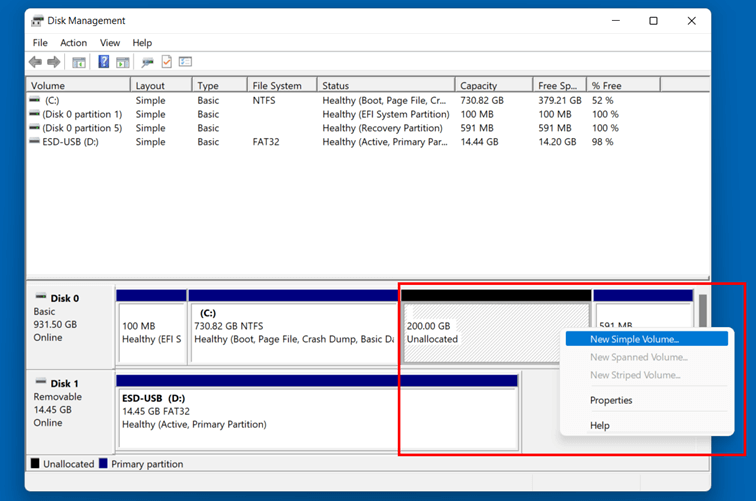 Disk Management
File Action View Help
Volume Layout Type File System Status Capacity Free Sp... % Free
(C:) Simple Basic NTFS Healthy (Boot, Page File, Cr... 730.82 GB 379.21 GB 52 %
(Disk 0 partition 1) Simple Basic Healthy (EFI System Partition) 100 MB 100 MB 100 %
(Disk 0 partition 5) Simple Basic Healthy (Recovery Partition) 591 MB 591 MB 100 %
ESD-USB (D:) Simple Basic FAT32 Healthy (Active, Primary Par... 14.44 GB 14.20 GB 98 %
Disk 0
Basic
931.50 GB
Online
100 MB
Healthy (EFI S
(C:)
730.82 GB NTFS
Healthy (Boot, Page File, Crash Dump, Basic Da
200.00 GB
Unallocated
591 MB
New Simple Volume...
New Spanned Volume...
New Striped Volume...
Properties
Help
Disk 1
Removable
14.45 GB
Online
ESD-USB (D:)
14.45 GB FAT32
Healthy (Active, Primary Partition)
Unallocated Primary partition